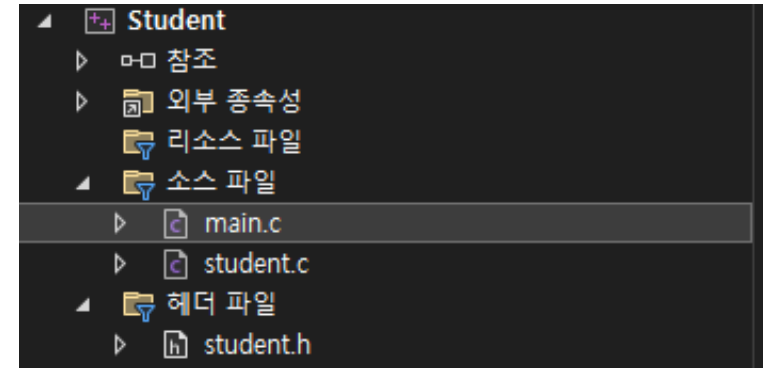 Student
참조
외부 종속성
리소스 파일
소스 파일
main.c
student.c
헤더 파일
student.h